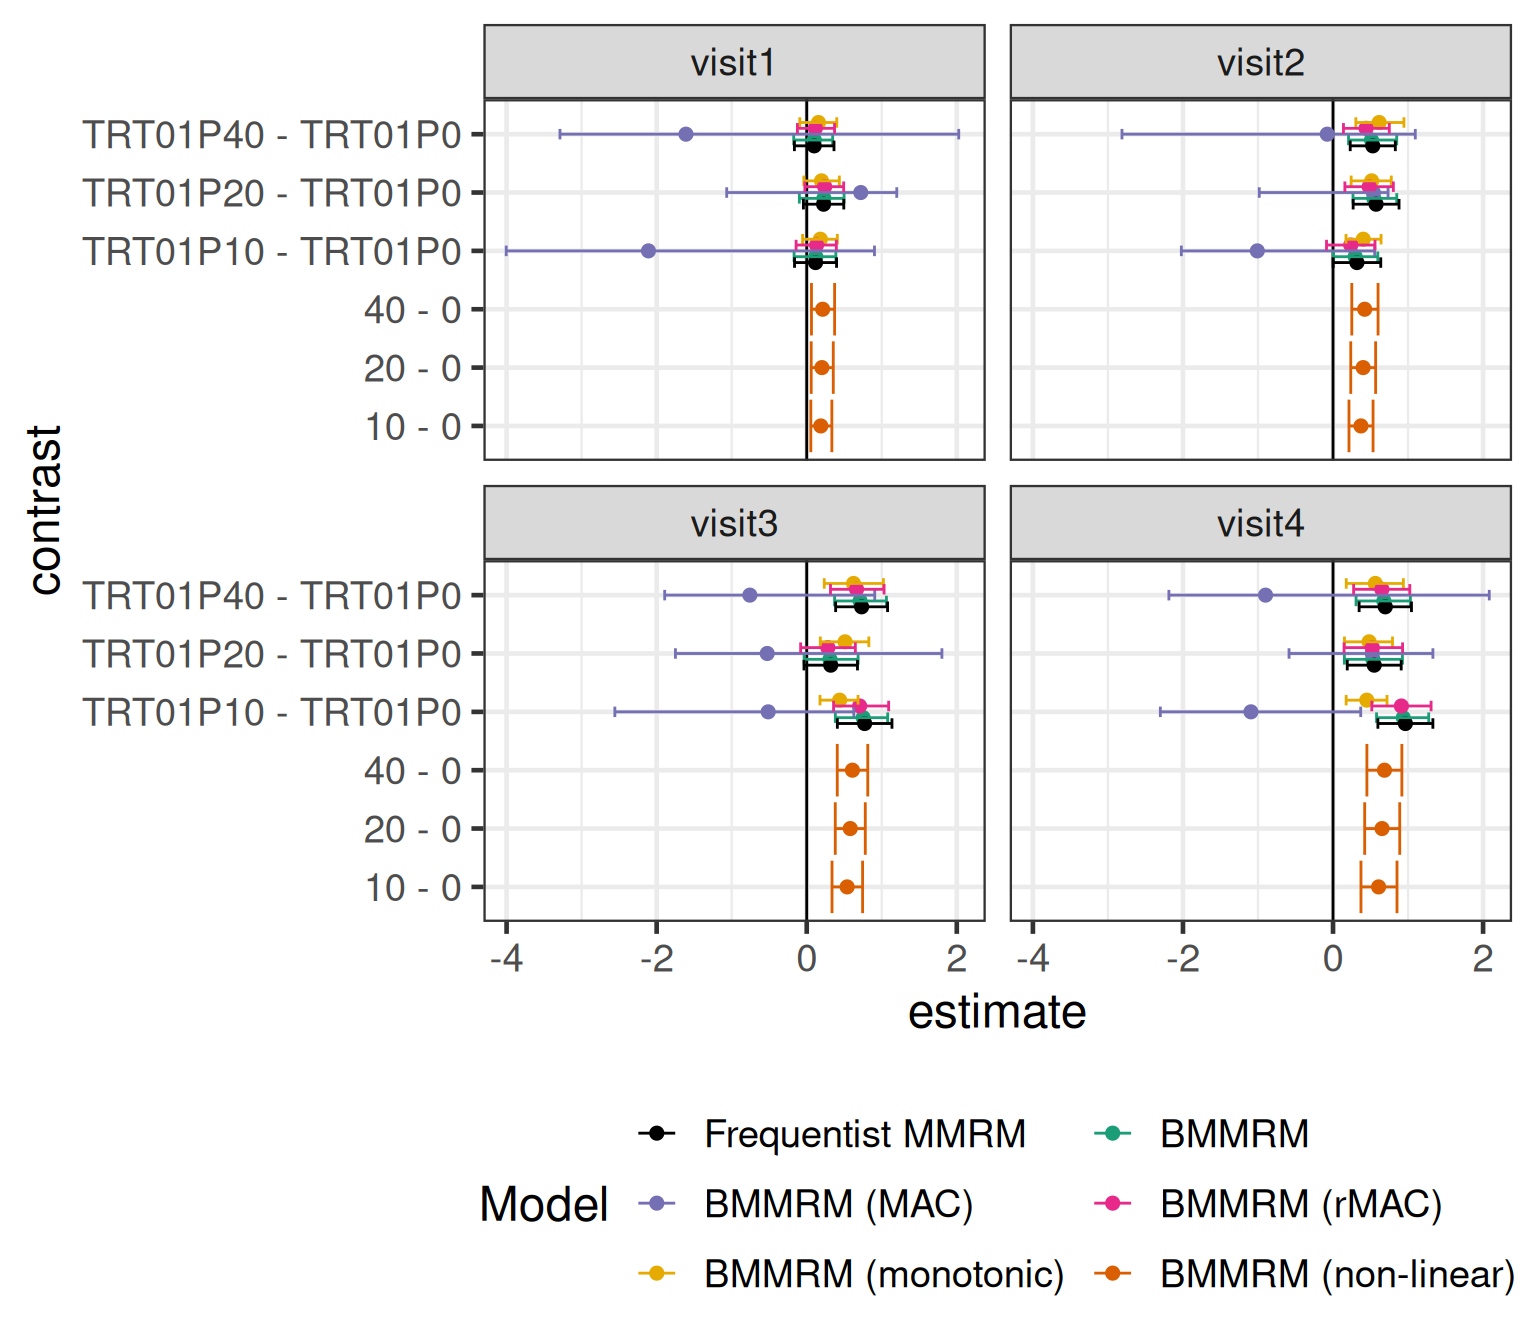 visit1
visit2
TRT01P40 - TRT01P0
TRT01P20 - TRT01P0
TRT01P10 - TRT01P0
40 - 0
20 - 0
10 - 0
contrast
visit3
visit4
TRT01P40 - TRT01P0
TRT01P20 - TRT01P0
TRT01P10 - TRT01P0
40 - 0
20 - 0
10 - 0
-4 -2 0 2
-4 -2 0 2
estimate
Model
Frequentist MMRM
BMMRM
BMMRM (MAC)
BMMRM (rMAC)
BMMRM (monotonic)
BMMRM (non-linear)